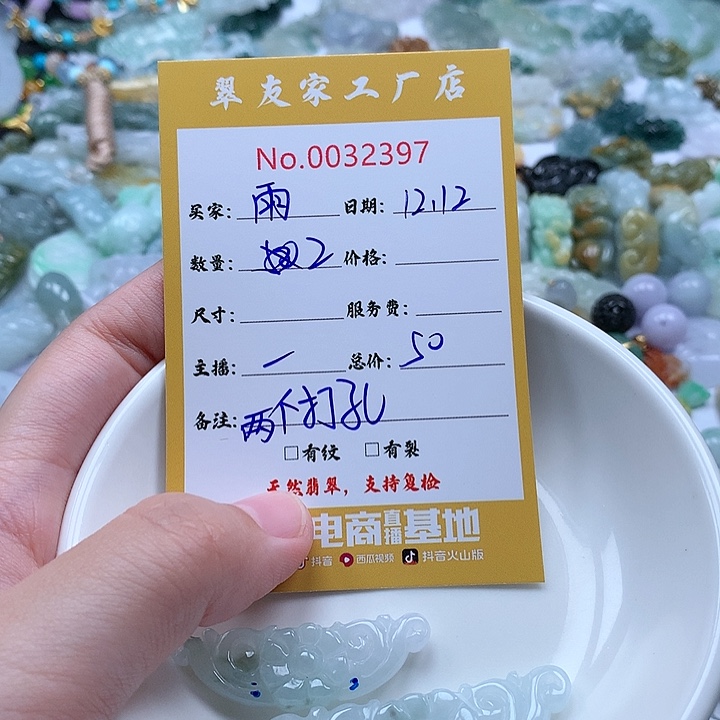 翠友家工厂店
No.0032397
买家: 雨 日期: 12.12
数量: 2 价格:
尺寸: 服务费:
主播: 一 总价: 50
备注: 两个打孔
□有纹 □有裂
天然翡翠，支持复检
电商直播基地
抖音 西瓜视频 抖音火山版